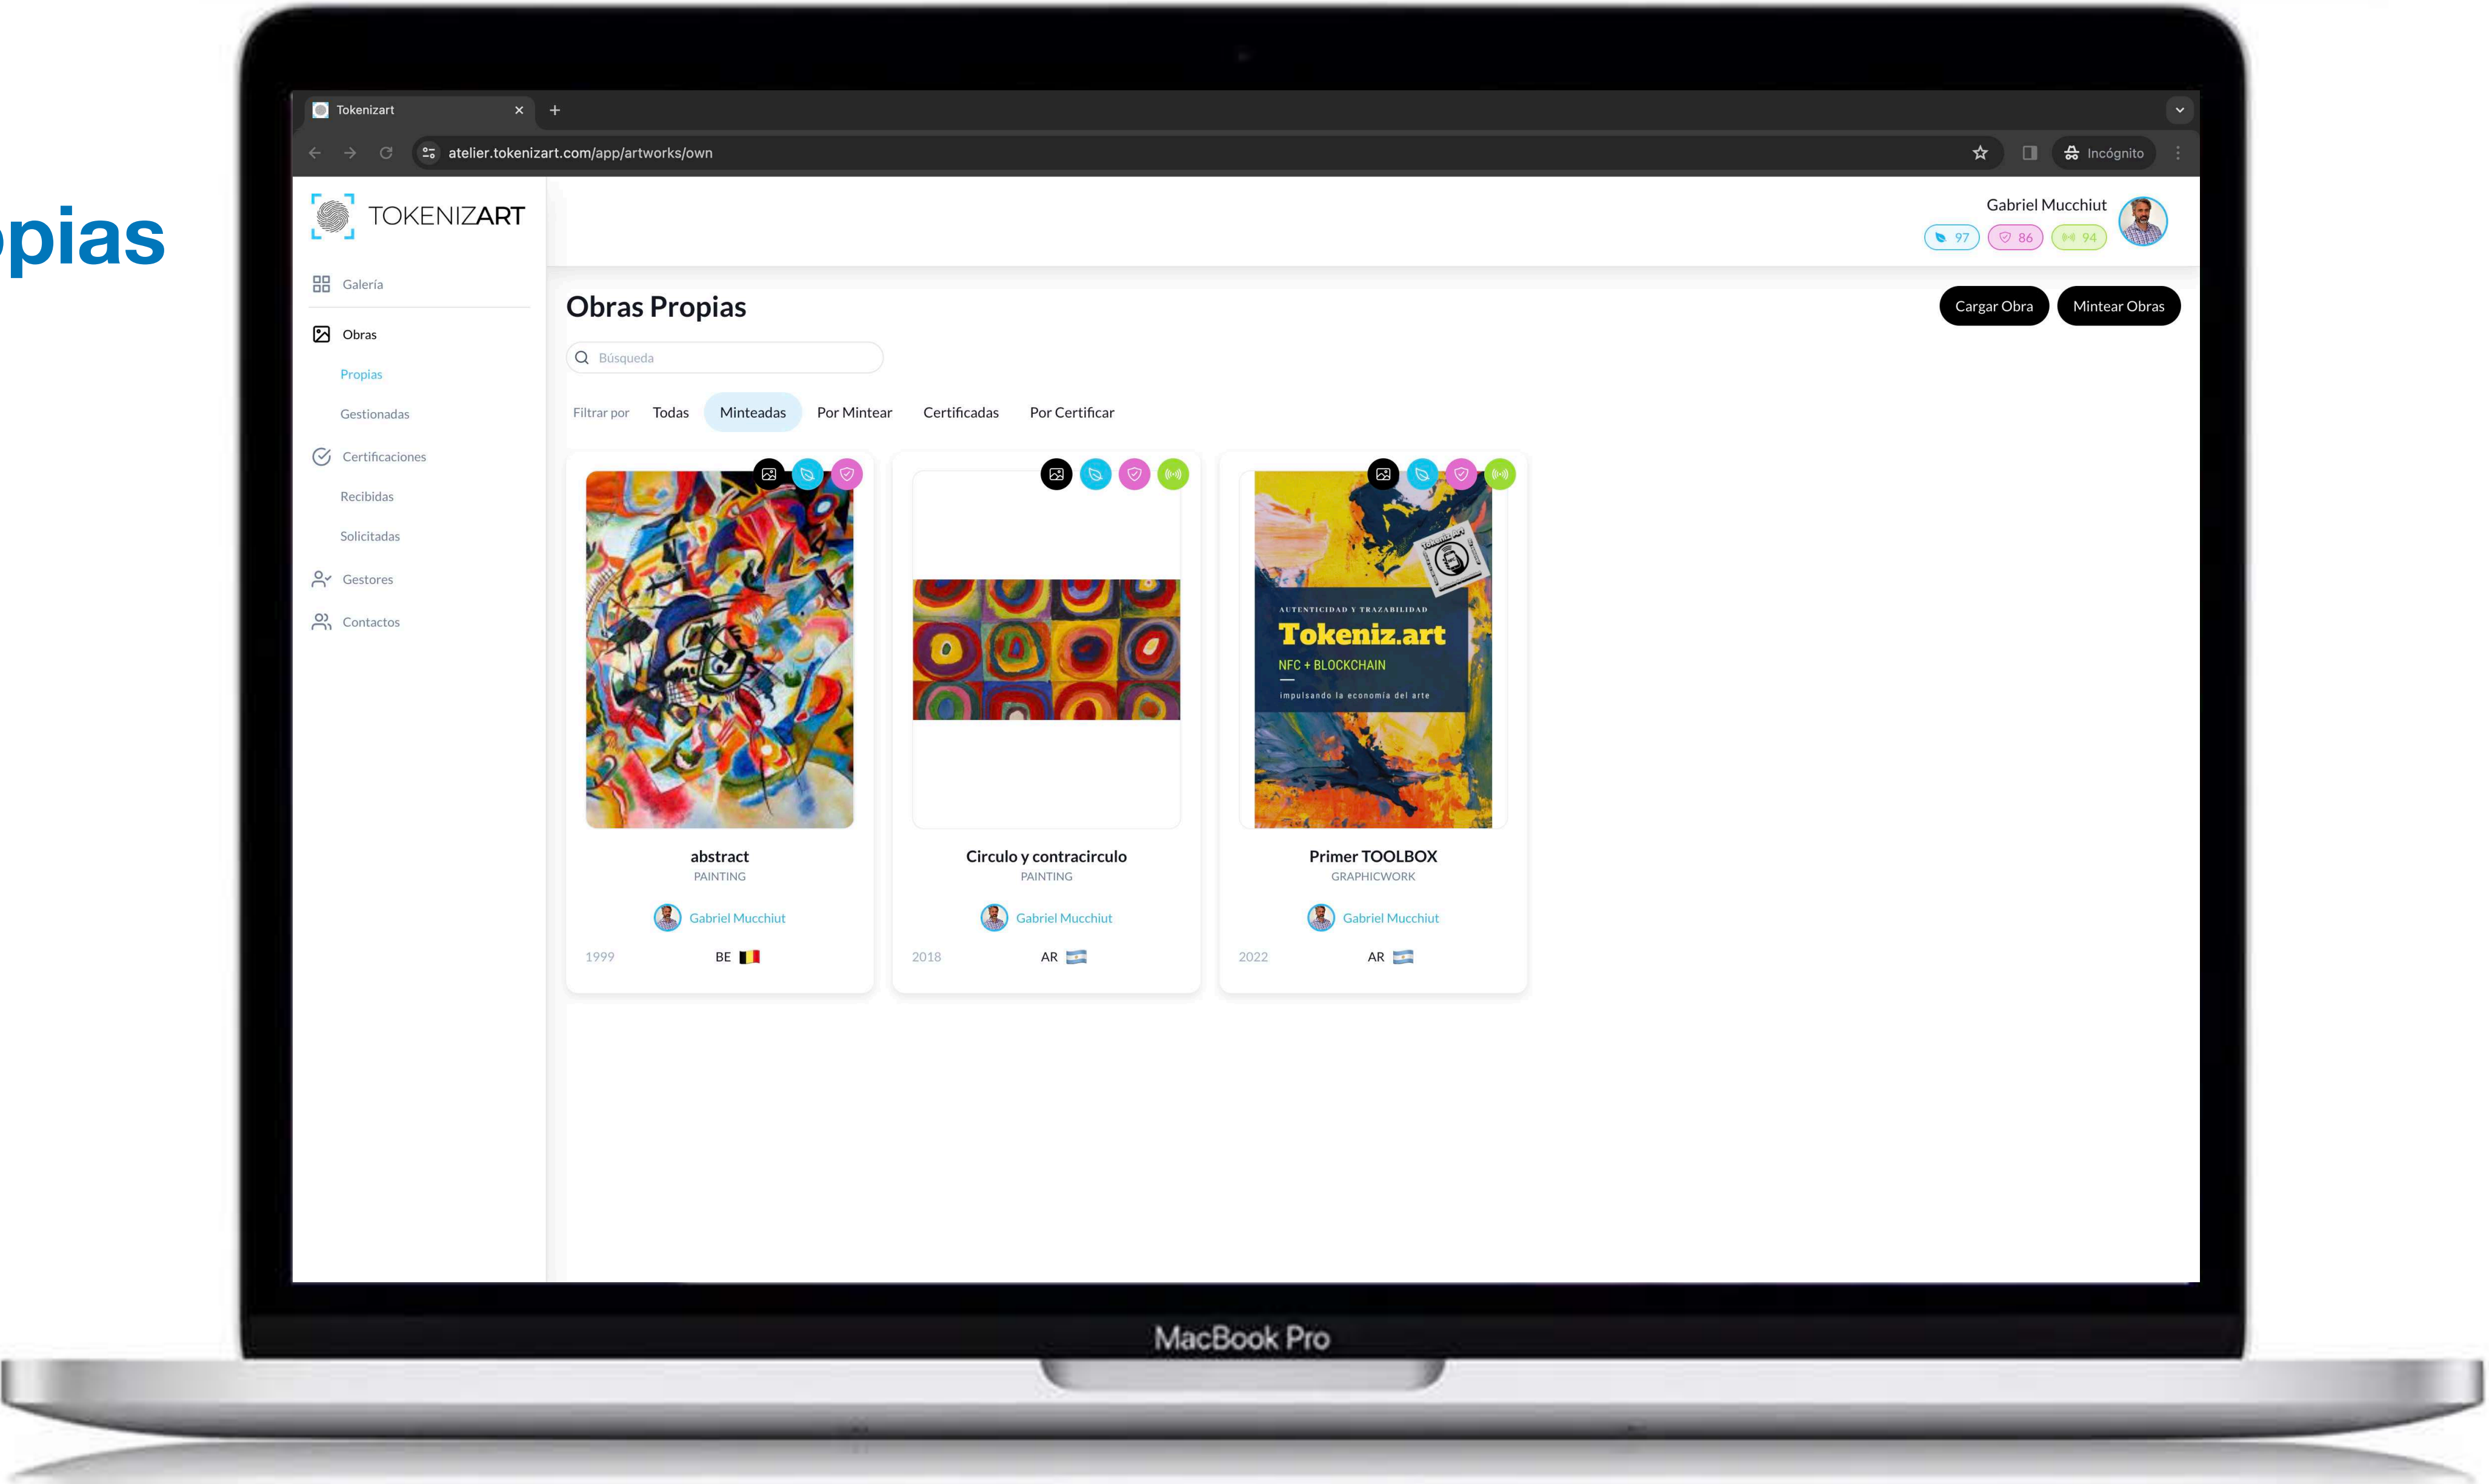 opias
Tokenizart
atelier.tokenizart.com/app/artworks/own
Incógnito
TOKENIZART
Gabriel Mucchiut
97 86 94
Galería
Obras
Propias
Gestionadas
Certificaciones
Recibidas
Solicitadas
Gestores
Contactos
Obras Propias
Cargar Obra Mintear Obras
Búsqueda
Filtrar por Todas Minteadas Por Mintear Certificadas Por Certificar
Tokeniz ART
AUTENTICIDAD Y TRAZABILIDAD
Tokeniz.art
NFC + BLOCKCHAIN
impulsando la economía del arte
abstract
PAINTING
Gabriel Mucchiut
1999 BE
Circulo y contracirculo
PAINTING
Gabriel Mucchiut
2018 AR
Primer TOOLBOX
GRAPHICWORK
Gabriel Mucchiut
2022 AR
MacBook Pro